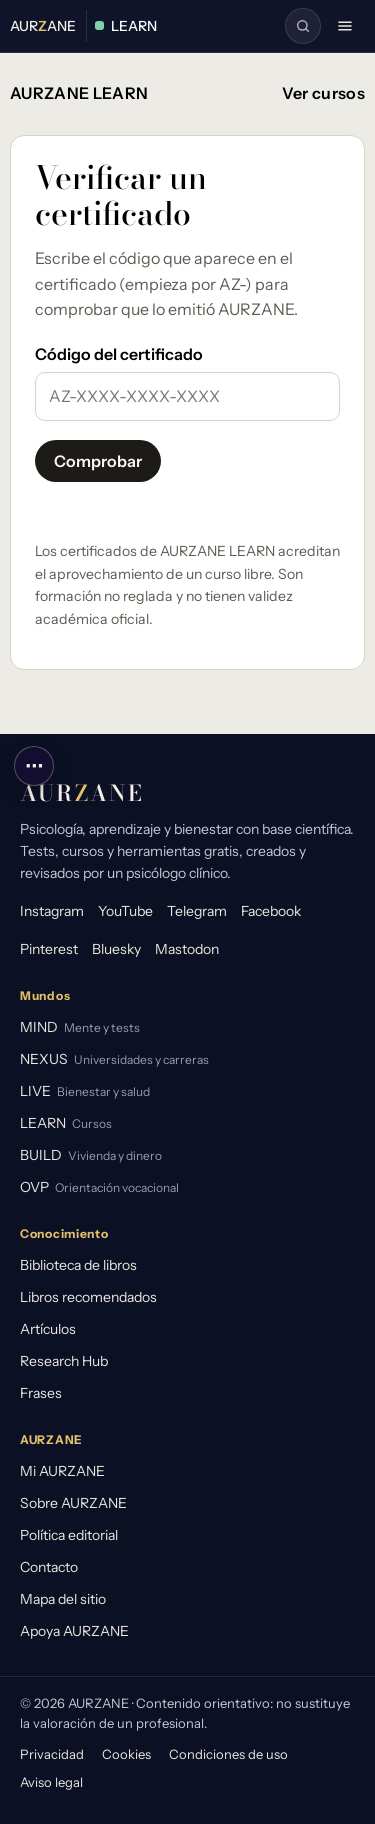 AURZANE LEARN
AURZANE LEARN Ver cursos
Verificar un
certificado
Escribe el código que aparece en el
certificado (empieza por AZ-) para
comprobar que lo emitió AURZANE.
Código del certificado
AZ-XXXX-XXXX-XXXX
Comprobar
Los certificados de AURZANE LEARN acreditan
el aprovechamiento de un curso libre. Son
formación no reglada y no tienen validez
académica oficial.
AURZANE
Psicología, aprendizaje y bienestar con base científica.
Tests, cursos y herramientas gratis, creados y
revisados por un psicólogo clínico.
Instagram YouTube Telegram Facebook
Pinterest Bluesky Mastodon
Mundos
MIND Mente y tests
NEXUS Universidades y carreras
LIVE Bienestar y salud
LEARN Cursos
BUILD Vivienda y dinero
OVP Orientación vocacional
Conocimiento
Biblioteca de libros
Libros recomendados
Artículos
Research Hub
Frases
AURZANE
Mi AURZANE
Sobre AURZANE
Política editorial
Contacto
Mapa del sitio
Apoya AURZANE
© 2026 AURZANE · Contenido orientativo: no sustituye
la valoración de un profesional.
Privacidad Cookies Condiciones de uso
Aviso legal